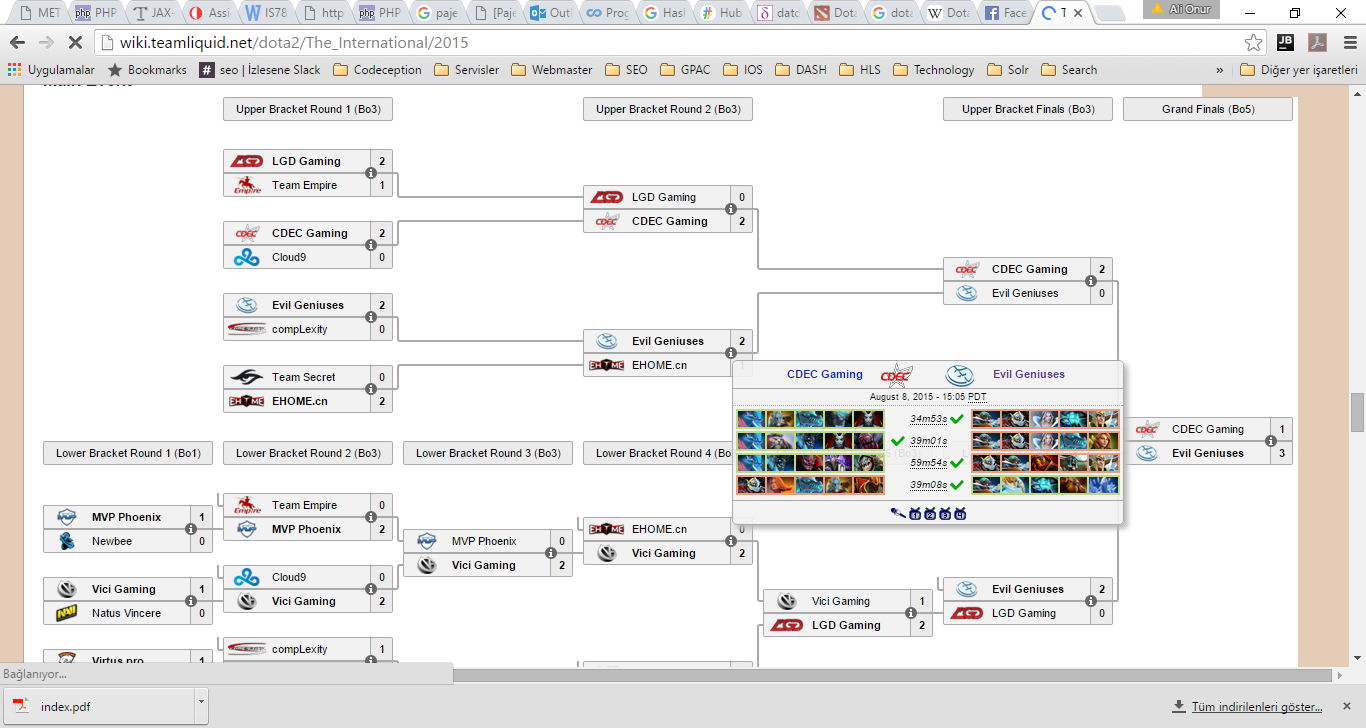 MET
PHP
JAX-
Assi
IS78
http
PHP
paje
[Paje
Outl
Prog
Hasl
Hub
datc
Dota
dota
Dota
Face
T
Ali Onur
wiki.teamliquid.net/dota2/The_International/2015
Uygulamalar
Bookmarks
seo | İzlesene Slack
Codeception
Servisler
Webmaster
SEO
GPAC
IOS
DASH
HLS
Technology
Solr
Search
»
Diğer yer işaretleri
Main Event
Upper Bracket Round 1 (Bo3)
Upper Bracket Round 2 (Bo3)
Upper Bracket Finals (Bo3)
Grand Finals (Bo5)
LGD Gaming 2
Team Empire 1
LGD Gaming 0
CDEC Gaming 2
CDEC Gaming 2
Cloud9 0
CDEC Gaming 2
Evil Geniuses 0
Evil Geniuses 2
compLexity 0
Evil Geniuses 2
EHOME.cn 1
Team Secret 0
EHOME.cn 2
CDEC Gaming
Evil Geniuses
August 8, 2015 - 15:05 PDT
34m53s
39m01s
59m54s
39m08s
1 2 3 4
CDEC Gaming 1
Evil Geniuses 3
Lower Bracket Round 1 (Bo1)
Lower Bracket Round 2 (Bo3)
Lower Bracket Round 3 (Bo3)
Lower Bracket Round 4 (Bo
Team Empire 0
MVP Phoenix 2
MVP Phoenix 1
Newbee 0
MVP Phoenix 0
Vici Gaming 2
EHOME.cn 0
Vici Gaming 2
Cloud9 0
Vici Gaming 2
Vici Gaming 1
Natus Vincere 0
Vici Gaming 1
LGD Gaming 2
Evil Geniuses 2
LGD Gaming 0
compLexity 1
Virtus.pro 1
Bağlanıyor...
index.pdf
Tüm indirilenleri göster...